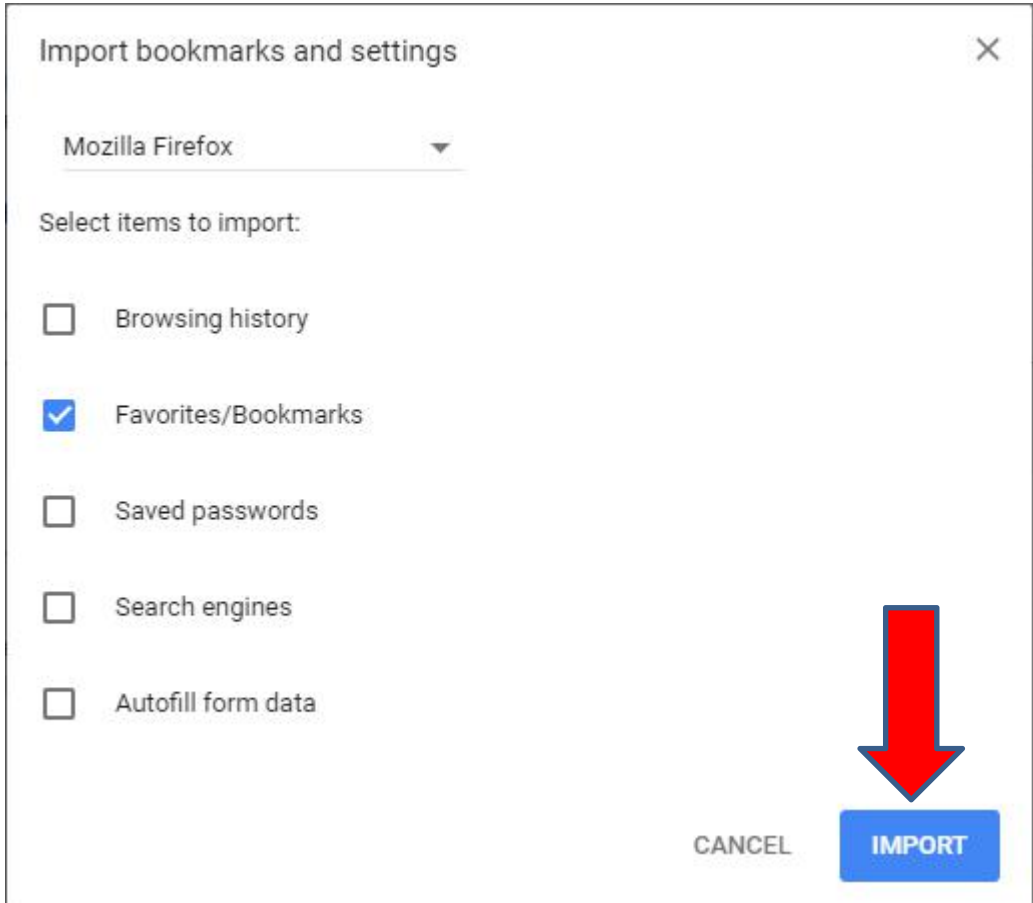 Import bookmarks and settings
Mozilla Firefox
Select items to import:
Browsing history
Favorites/Bookmarks
Saved passwords
Search engines
Autofill form data
CANCEL
IMPORT